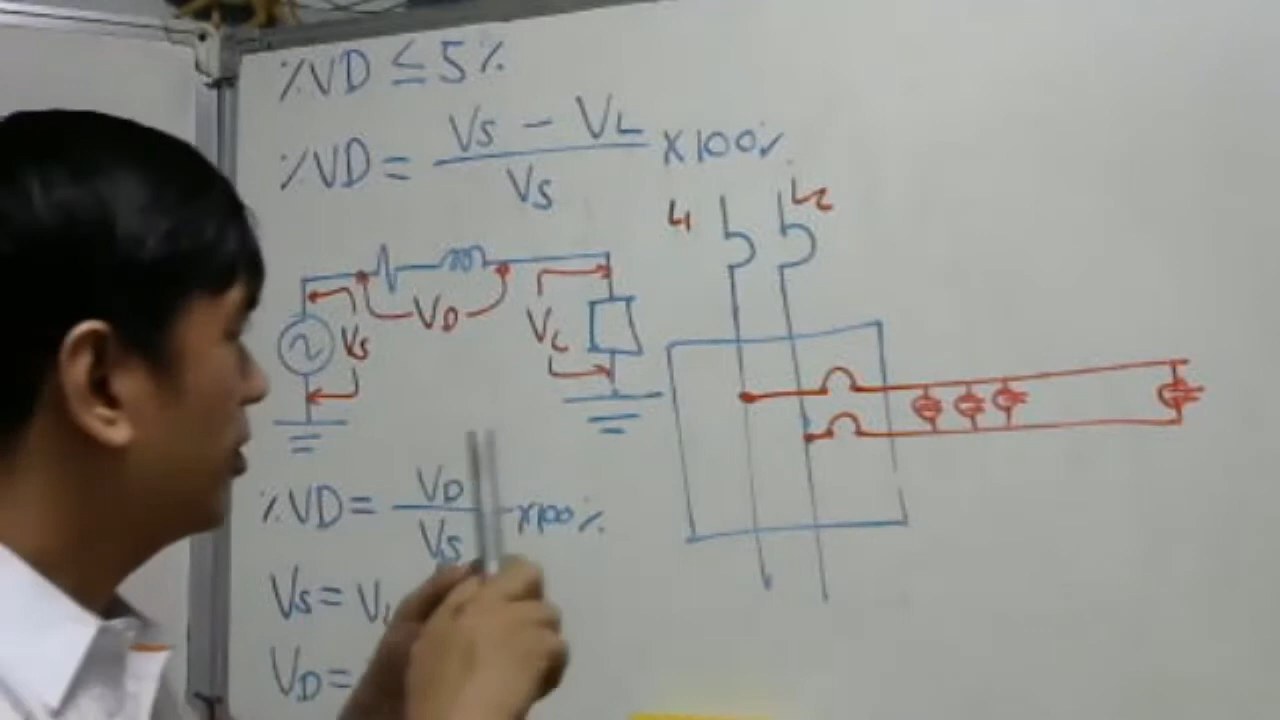 %VD ≤ 5%
%VD = VS - VL / VS X100%
L1 L2
VS VD VL
%VD = VD / VS X100%
VS =
VD =